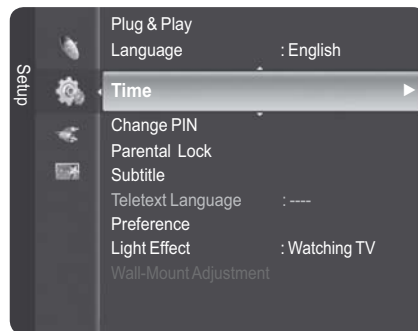 Setup
Plug & Play
Language : English
Time
Change PIN
Parental Lock
Subtitle
Teletext Language : ----
Preference
Light Effect : Watching TV
Wall-Mount Adjustment